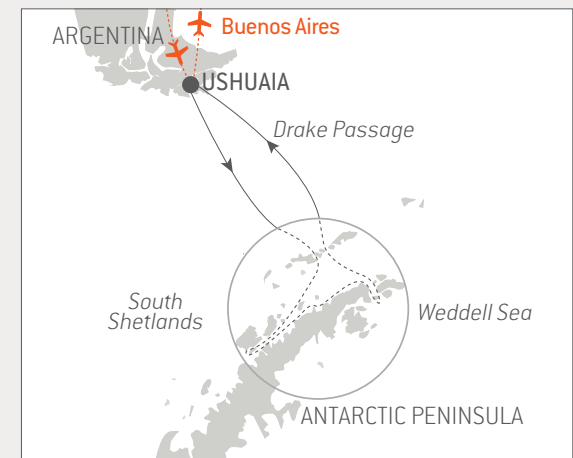 Buenos Aires
ARGENTINA
USHUAIA
Drake Passage
South
Shetlands
Weddell Sea
ANTARCTIC PENINSULA